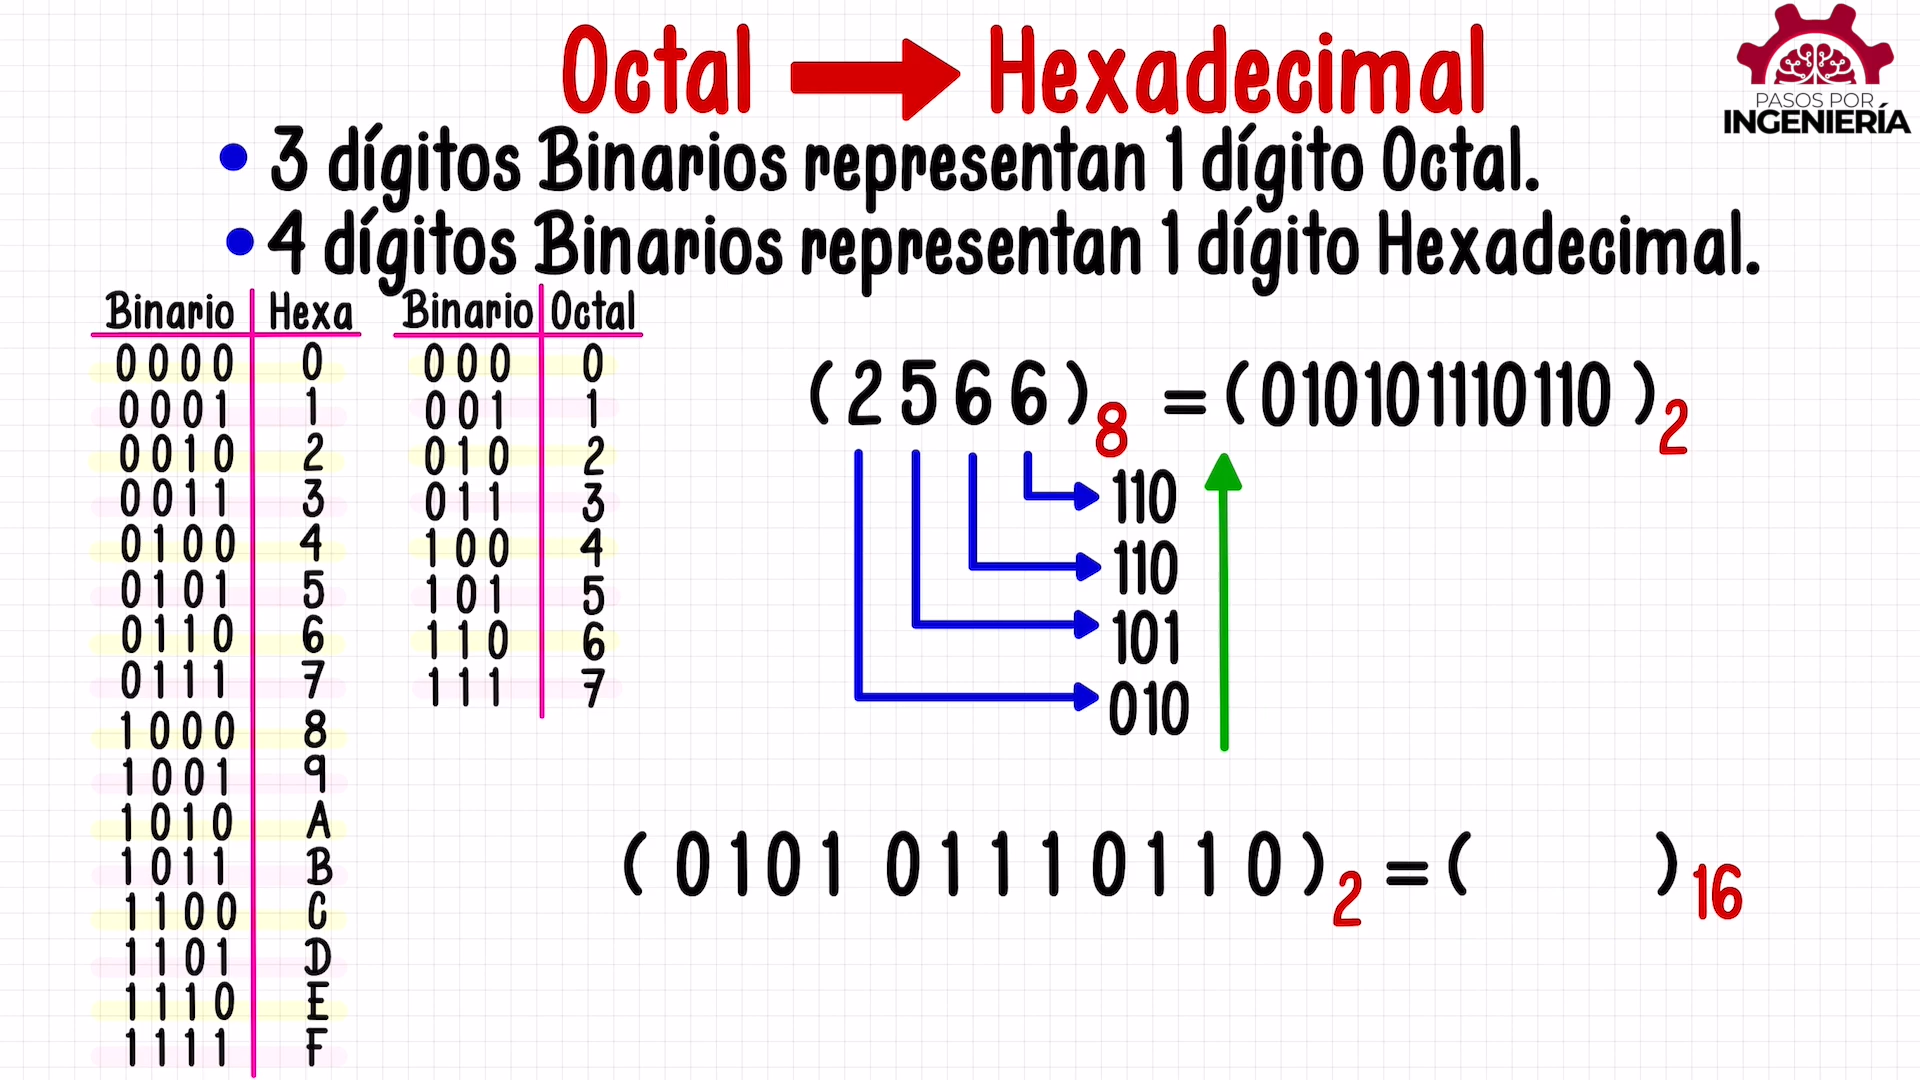 Octal Hexadecimal
PASOS POR
INGENIERÍA
• 3 dígitos Binarios representan 1 dígito Octal.
• 4 dígitos Binarios representan 1 dígito Hexadecimal.
Binario Hexa
0000 0
0001 1
0010 2
0011 3
0100 4
0101 5
0110 6
0111 7
1000 8
1001 9
1010 A
1011 B
1100 C
1101 D
1110 E
1111 F
Binario Octal
000 0
001 1
010 2
011 3
100 4
101 5
110 6
111 7
(2566)8 = (010101110110)2
110
110
101
010
(0101 01110110)2 = ( )16